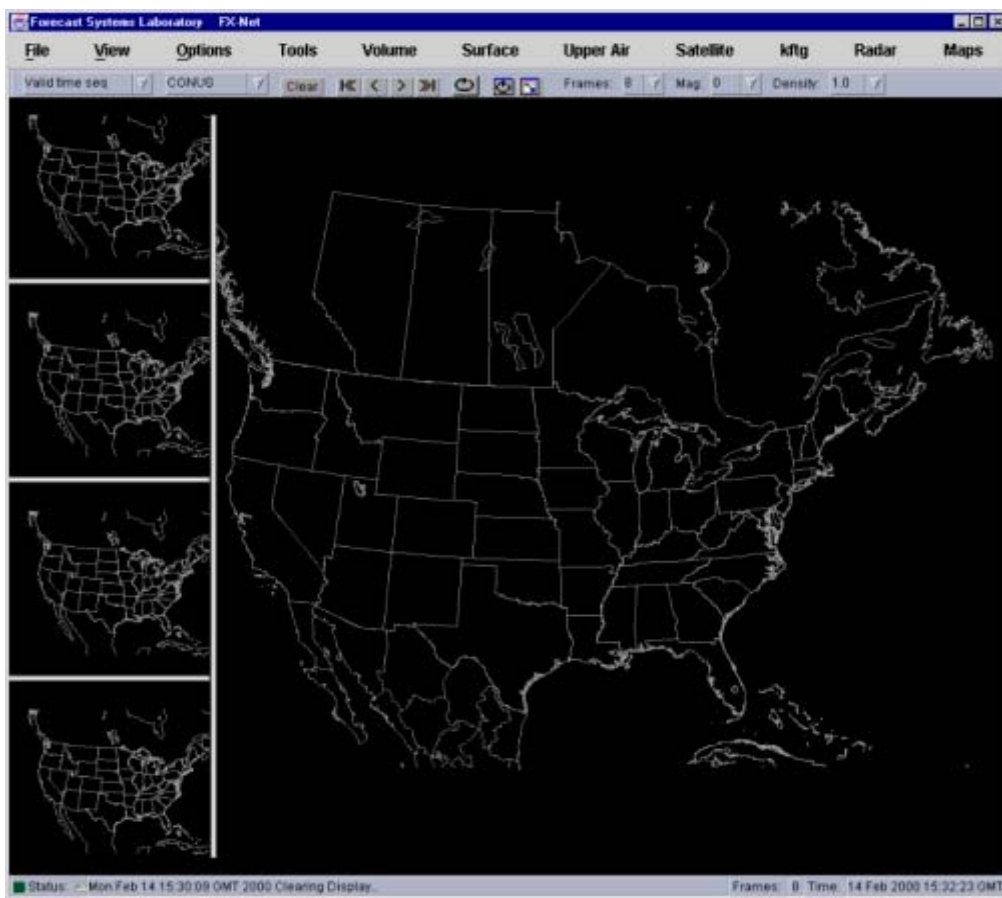 Forecast Systems Laboratory FX-Net
File View Options Tools Volume Surface Upper Air Satellite kftg Radar Maps
Valid time seq CONUS Clear Frames: 8 Mag: 0 Density: 1.0
Status: Mon Feb 14 15:30:09 GMT 2000 Clearing Display... Frames: 8 Time: 14 Feb 2000 15:32:23 GMT